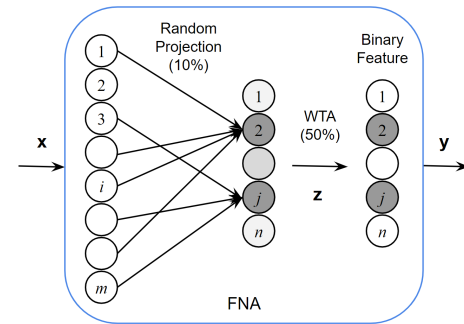 Random
Projection
(10%)
Binary
Feature
WTA
(50%)
x
1
2
3
i
m
1
2
j
n
z
1
2
j
n
y
FNA